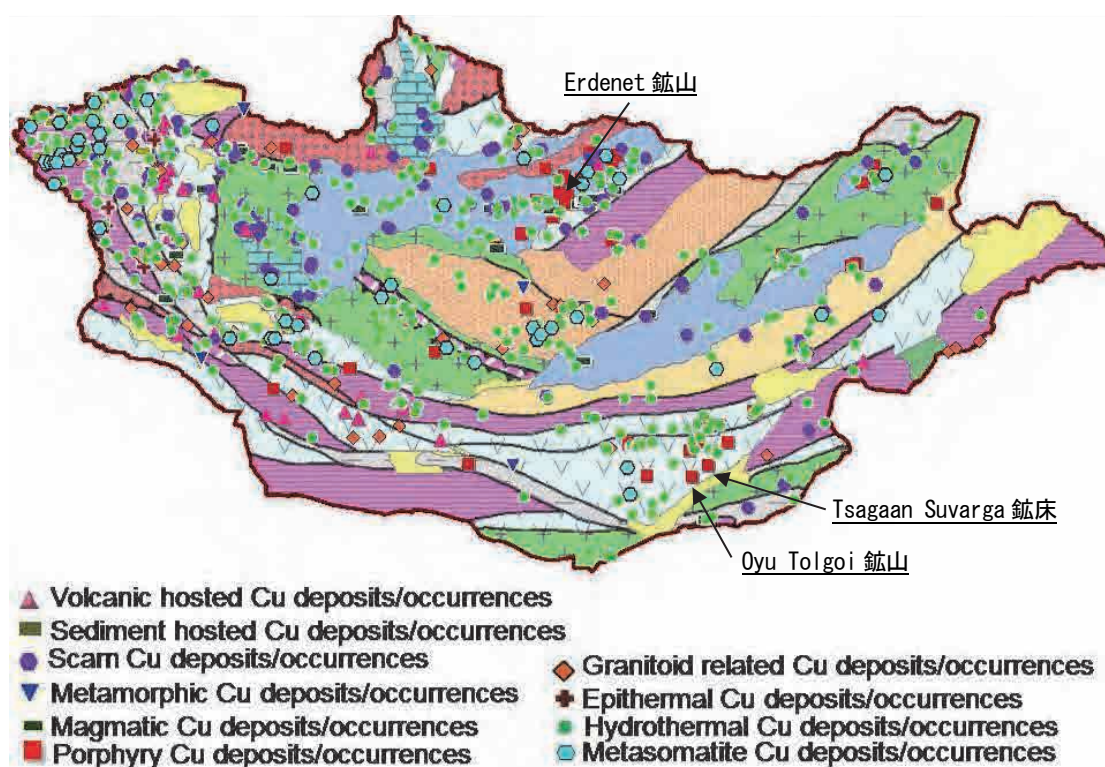 Erdenet 鉱山
Tsagaan Suvarga 鉱床
Oyu Tolgoi 鉱山
Volcanic hosted Cu deposits/occurrences
Sediment hosted Cu deposits/occurrences
Scarn Cu deposits/occurrences
Metamorphic Cu deposits/occurrences
Magmatic Cu deposits/occurrences
Porphyry Cu deposits/occurrences
Granitoid related Cu deposits/occurrences
Epithermal Cu deposits/occurrences
Hydrothermal Cu deposits/occurrences
Metasomatite Cu deposits/occurrences